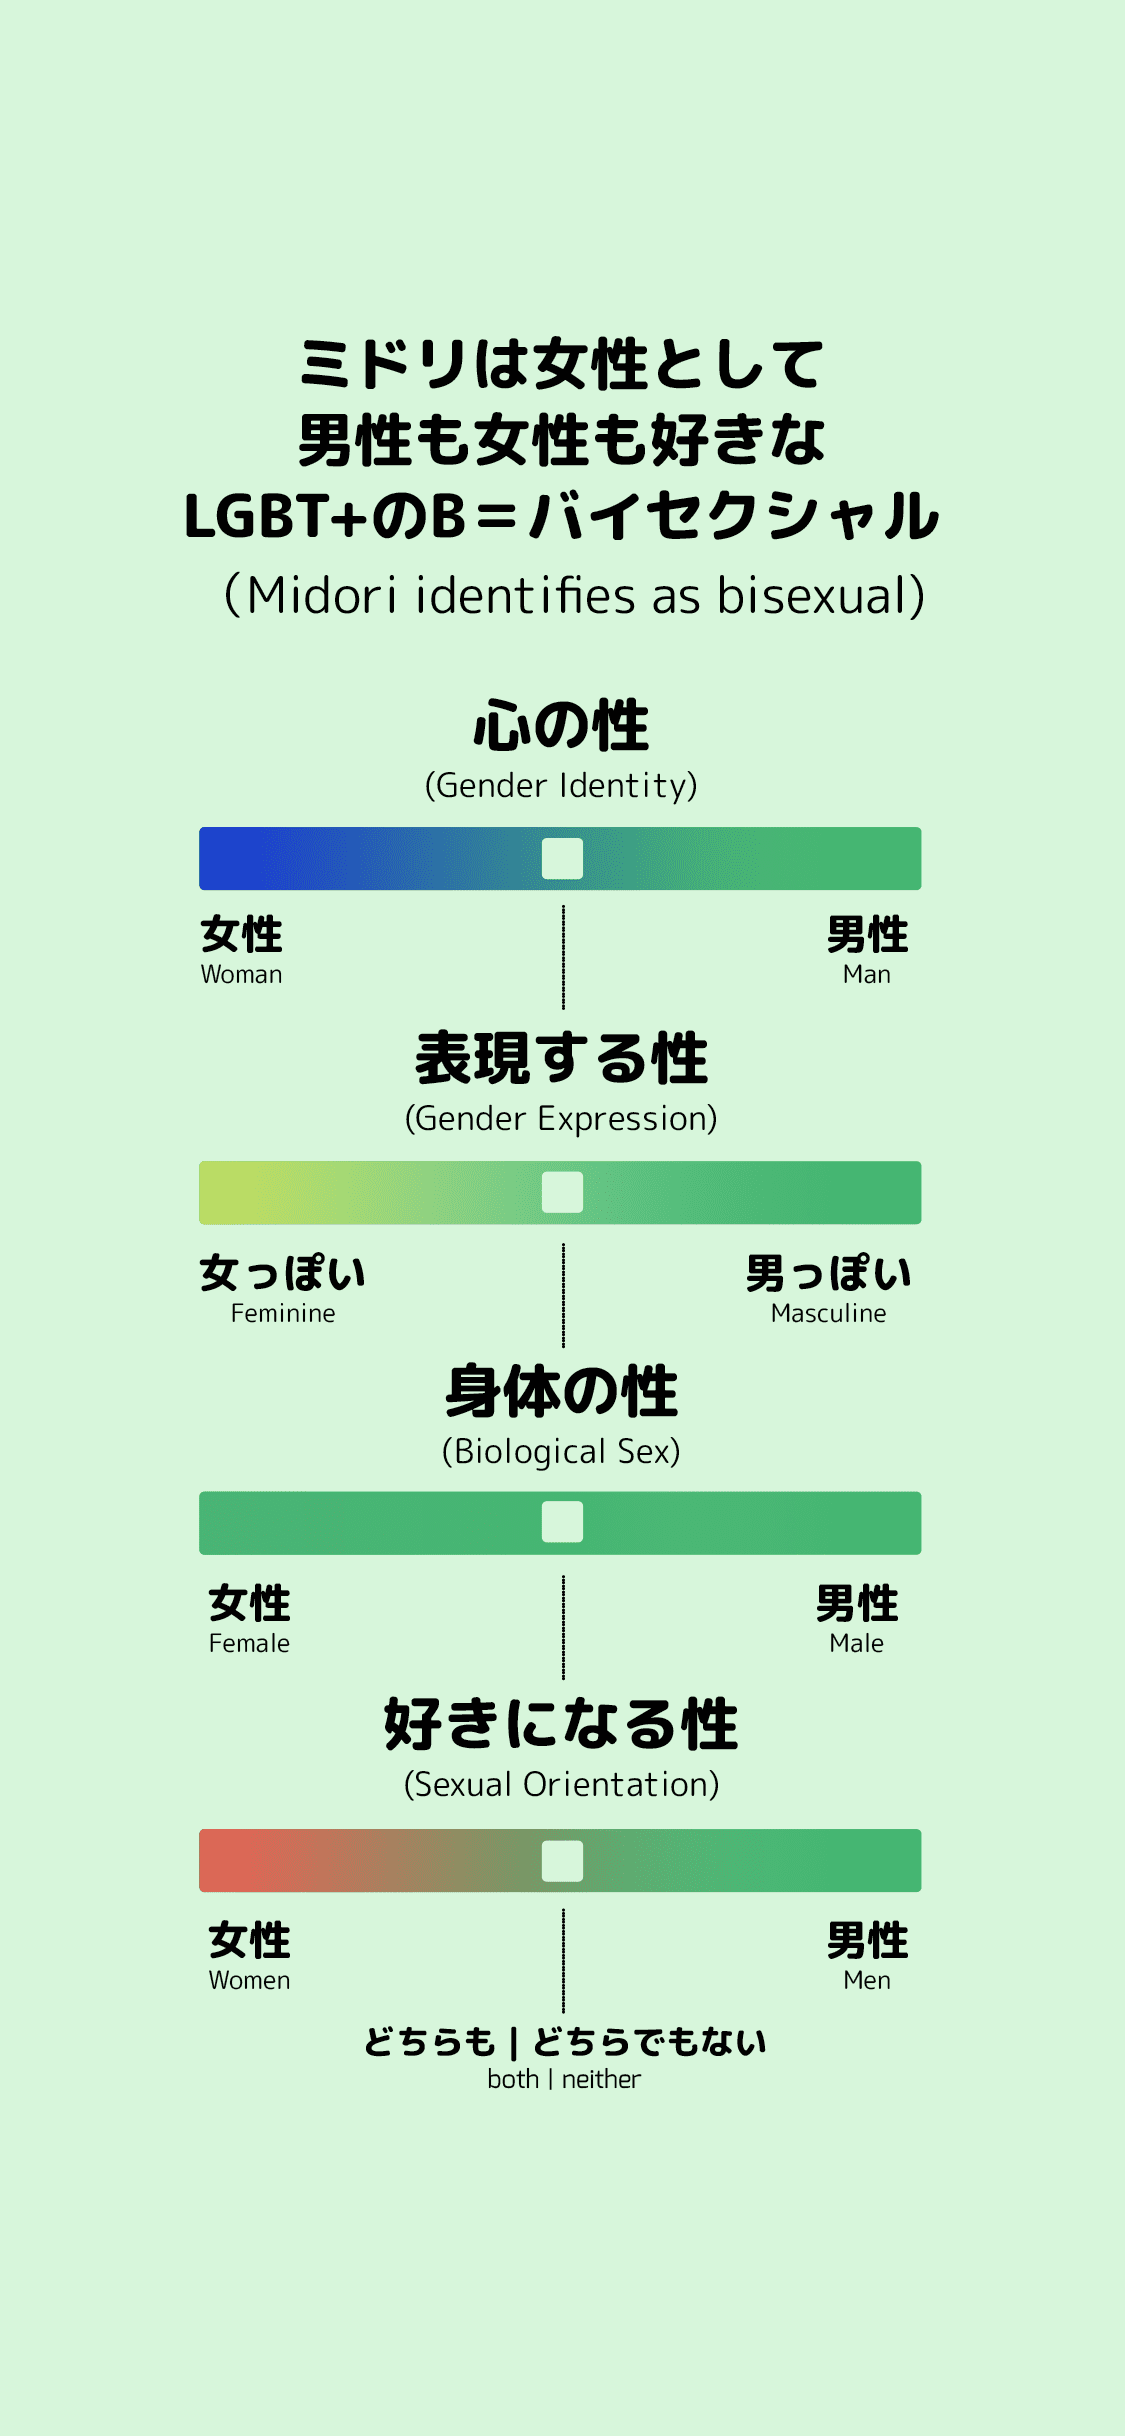 ミドリは女性として
男性も女性も好きな
LGBT+のB＝バイセクシャル
（Midori identifies as bisexual)
心の性
(Gender Identity)
女性 男性
Woman Man
表現する性
(Gender Expression)
女っぽい 男っぽい
Feminine Masculine
身体の性
(Biological Sex)
女性 男性
Female Male
好きになる性
(Sexual Orientation)
女性 男性
Women Men
どちらも | どちらでもない
both | neither